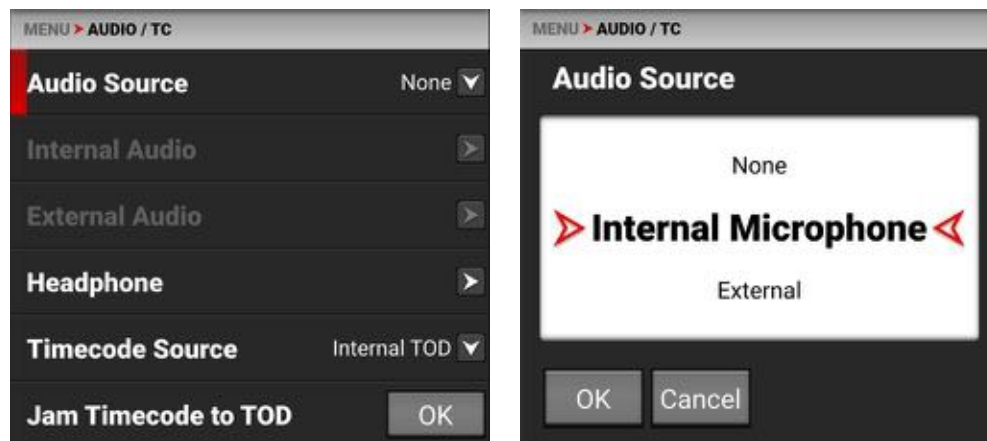 MENU > AUDIO / TC
Audio Source None
Internal Audio
External Audio
Headphone
Timecode Source Internal TOD
Jam Timecode to TOD OK
MENU > AUDIO / TC
Audio Source
None
Internal Microphone
External
OK Cancel